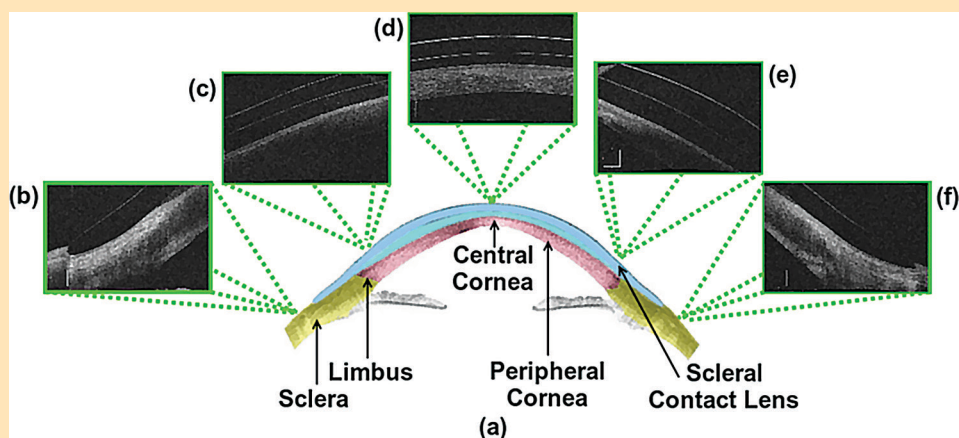 (d)
(c)
(e)
(b)
(f)
Central
Cornea
Limbus
Sclera
Peripheral
Cornea
Scleral
Contact Lens
(a)